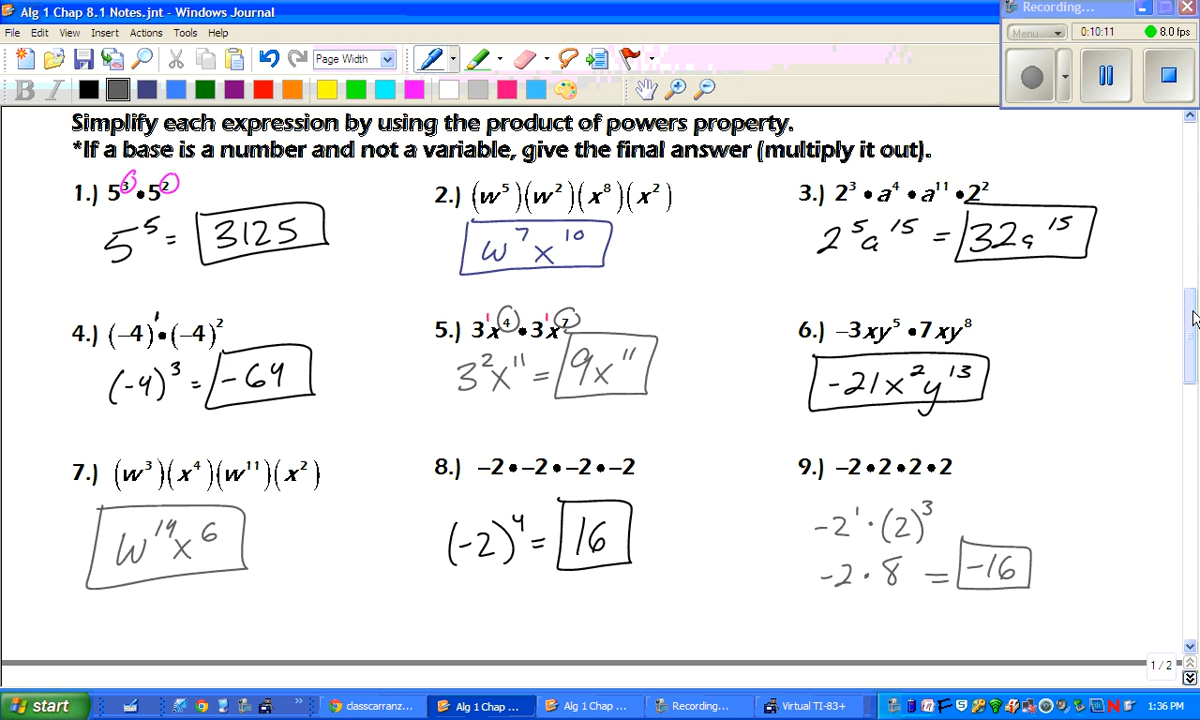 Alg 1 Chap 8.1 Notes.jnt - Windows Journal
Recording...
File Edit View Insert Actions Tools Help
Menu 0:10:11 8.0 fps
Page Width
B I
Simplify each expression by using the product of powers property.
*If a base is a number and not a variable, give the final answer (multiply it out).
1.) 5³•5²
5⁵ = 3125
2.) (w⁵)(w²)(x⁸)(x²)
w⁷x¹⁰
3.) 2³•a⁴•a¹¹•2²
2⁵a¹⁵ = 32a¹⁵
4.) (–4)¹•(–4)²
(-4)³ = -64
5.) 3¹x⁴•3¹x⁷
3²x¹¹ = 9x¹¹
6.) –3xy⁵•7xy⁸
-21x²y¹³
7.) (w³)(x⁴)(w¹¹)(x²)
w¹⁴x⁶
8.) –2•–2•–2•–2
(-2)⁴ = 16
9.) –2•2•2•2
-2¹·(2)³
-2·8 = -16
1 / 2
start classcarranz... Alg 1 Chap ... Alg 1 Chap ... Recording... Virtual TI-83+ 1:36 PM